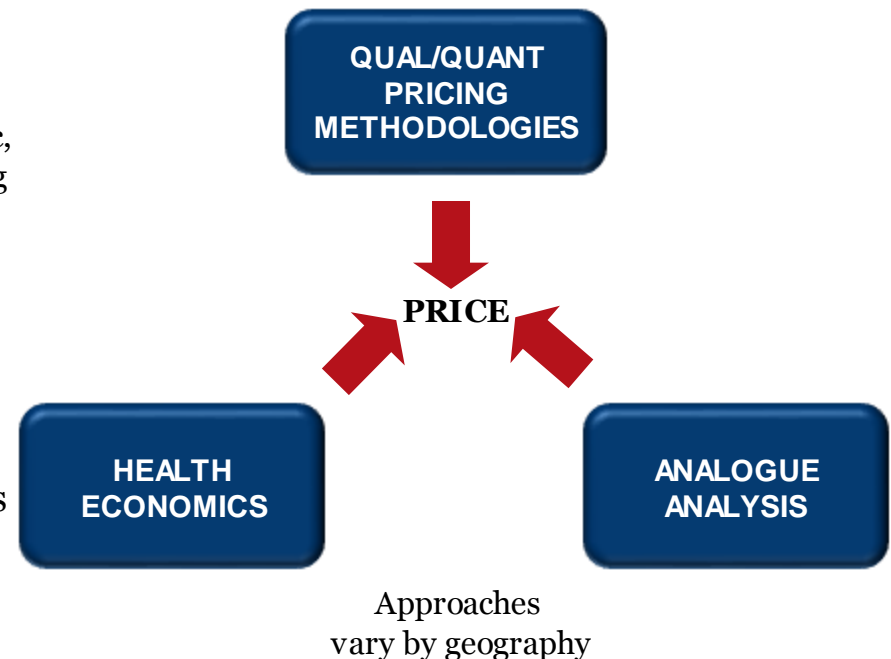 QUAL/QUANT
PRICING
METHODOLOGIES
PRICE
HEALTH
ECONOMICS
ANALOGUE
ANALYSIS
Approaches
vary by geography